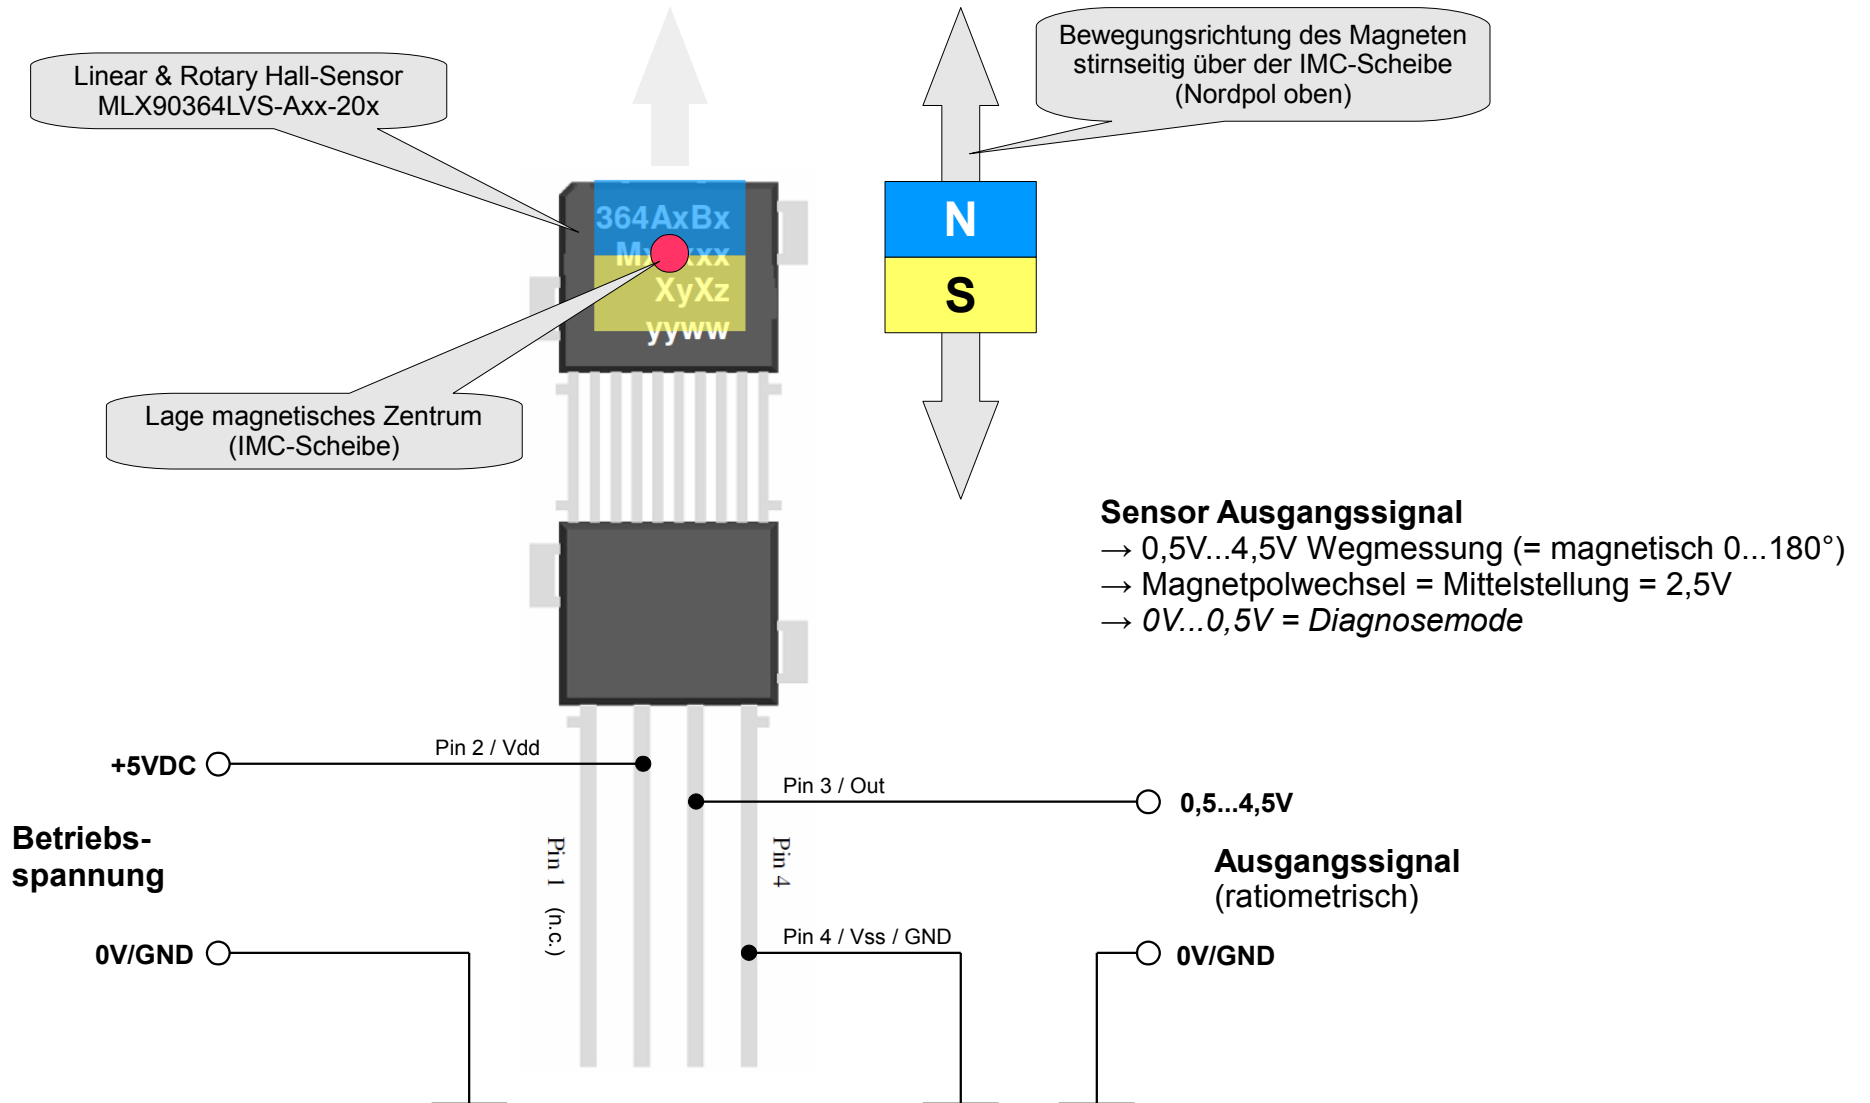 Linear & Rotary Hall-Sensor
MLX90364LVS-Axx-20x
Bewegungsrichtung des Magneten
stirnseitig über der IMC-Scheibe
(Nordpol oben)
364AxBx
XyXz
yyww
N
S
Lage magnetisches Zentrum
(IMC-Scheibe)
Sensor Ausgangssignal
→ 0,5V...4,5V Wegmessung (= magnetisch 0...180°)
→ Magnetpolwechsel = Mittelstellung = 2,5V
→ 0V...0,5V = Diagnosemode
Pin 2 / Vdd
+5VDC
Pin 3 / Out
0,5...4,5V
Betriebs-
spannung
Pin 1 (n.c.)
Pin 4
Ausgangssignal
(ratiometrisch)
Pin 4 / Vss / GND
0V/GND
0V/GND